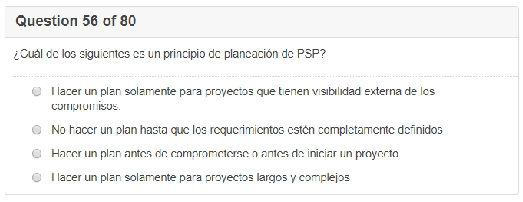 Question 56 of 80
¿Cuál de los siguientes es un principio de planeación de PSP?
Hacer un plan solamente para proyectos que tienen visibilidad externa de los
compromisos.
No hacer un plan hasta que los requerimientos estén completamente definidos
Hacer un plan antes de comprometerse o antes de iniciar un proyecto
Hacer un plan solamente para proyectos largos y complejos